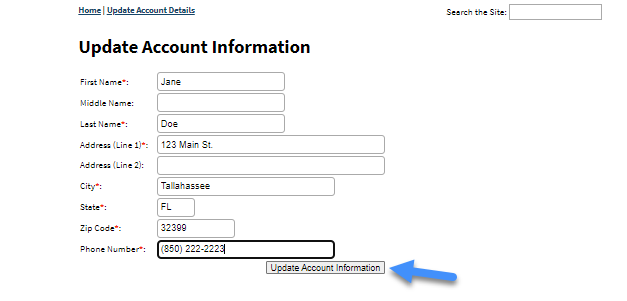 Home | Update Account Details
Search the Site:
Update Account Information
First Name*: Jane
Middle Name:
Last Name*: Doe
Address (Line 1)*: 123 Main St.
Address (Line 2):
City*: Tallahassee
State*: FL
Zip Code*: 32399
Phone Number*: (850) 222-2223
Update Account Information